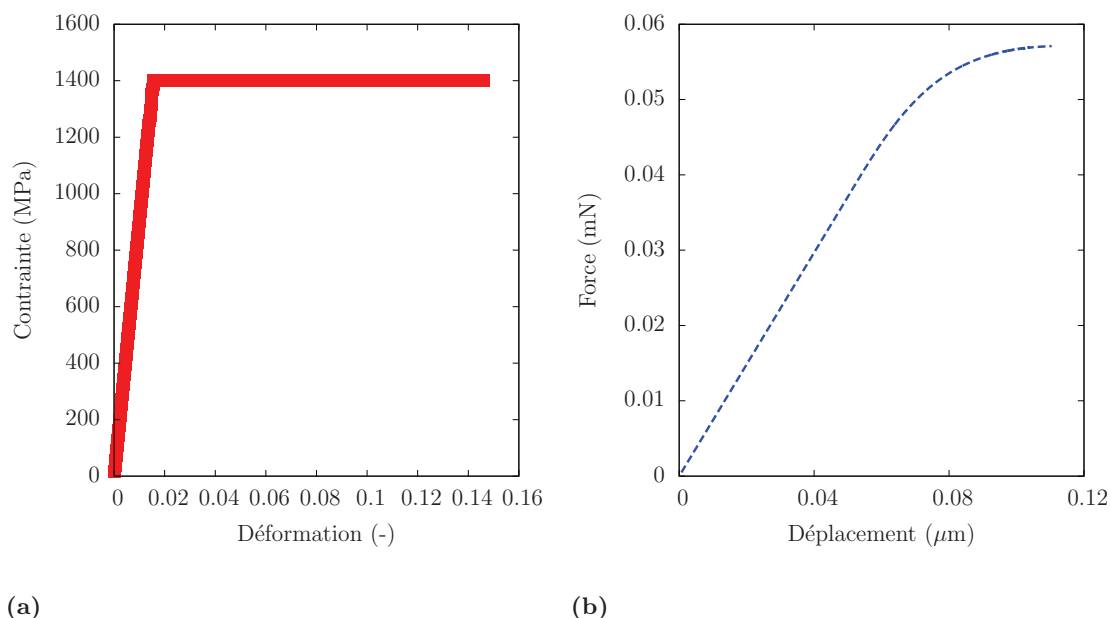 1600
1400
1200
1000
800
600
400
200
0
0 0.02 0.04 0.06 0.08 0.1 0.12 0.14 0.16
Contrainte (MPa)
Déformation (-)
(a)
0.06
0.05
0.04
0.03
0.02
0.01
0
0 0.04 0.08 0.12
Force (mN)
Déplacement (μm)
(b)